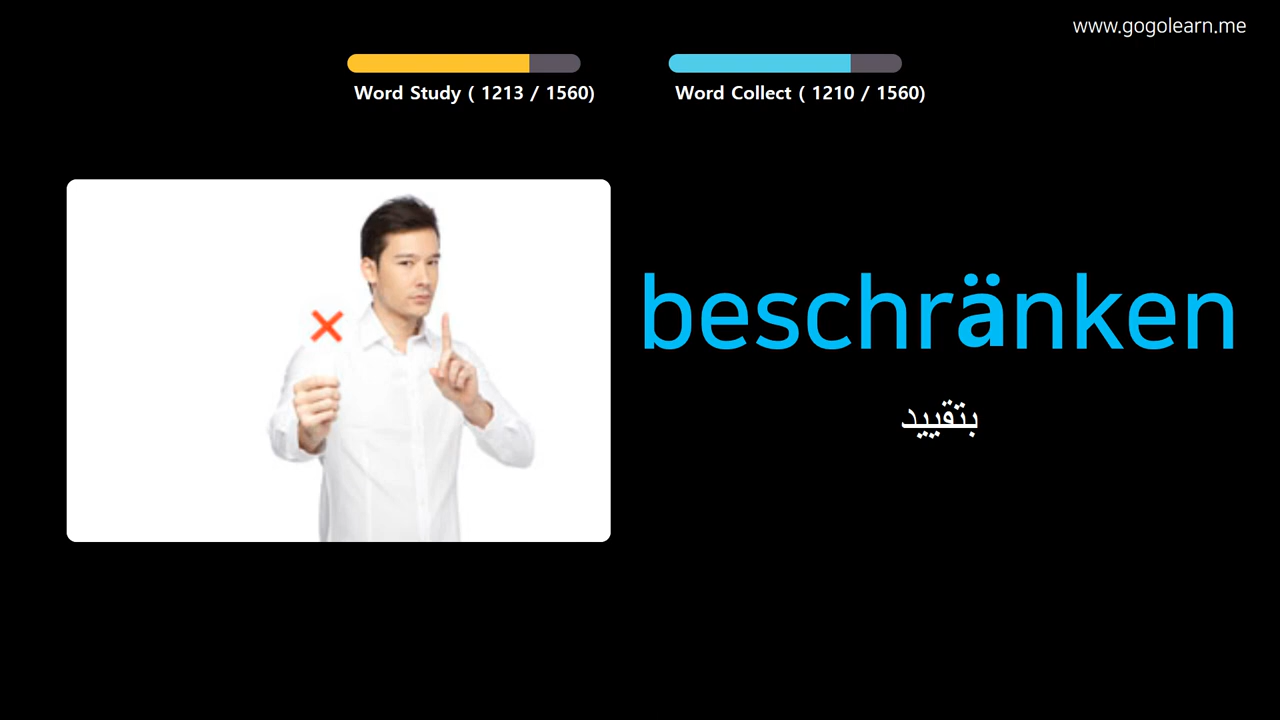 www.gogolearn.me
Word Study ( 1213 / 1560)
Word Collect ( 1210 / 1560)
beschränken
بتقييد